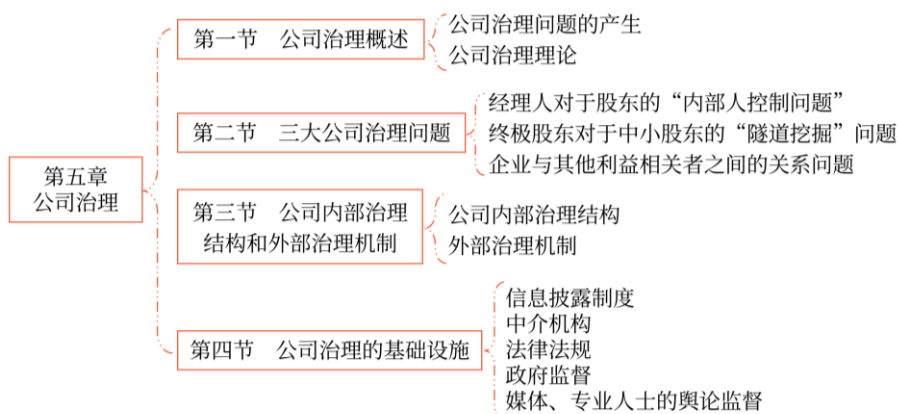 第五章
公司治理
第一节 公司治理概述
公司治理问题的产生
公司治理理论
第二节 三大公司治理问题
经理人对于股东的“内部人控制问题”
终极股东对于中小股东的“隧道挖掘”问题
企业与其他利益相关者之间的关系问题
第三节 公司内部治理
结构和外部治理机制
公司内部治理结构
外部治理机制
第四节 公司治理的基础设施
信息披露制度
中介机构
法律法规
政府监督
媒体、专业人士的舆论监督